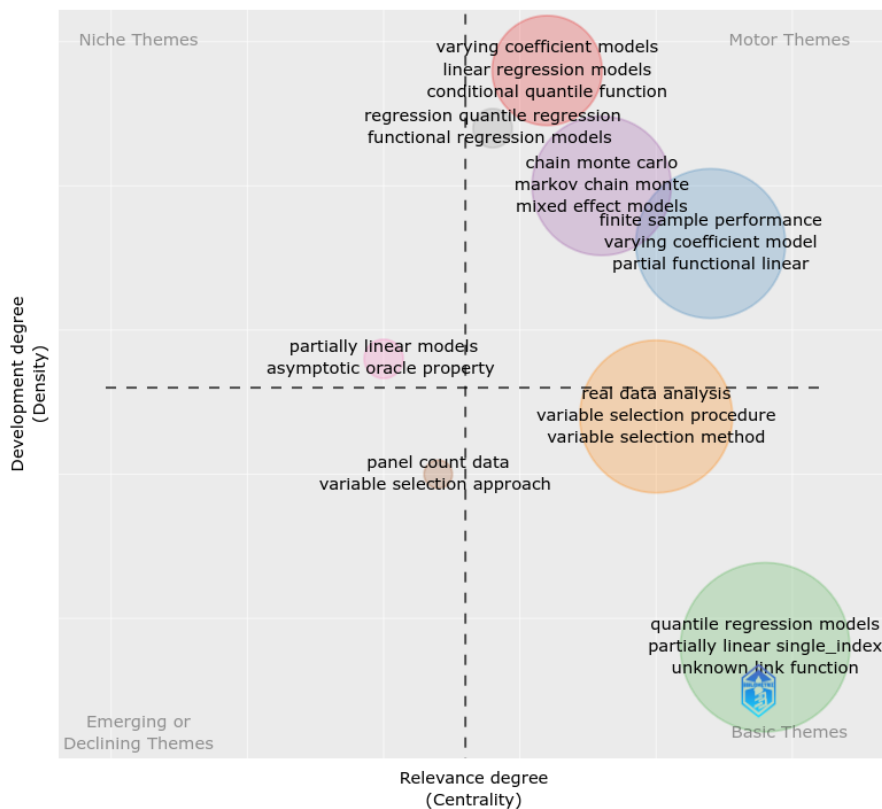 Niche Themes
Motor Themes
varying coefficient models
linear regression models
conditional quantile function
regression quantile regression
functional regression models
chain monte carlo
markov chain monte
mixed effect models
finite sample performance
varying coefficient model
partial functional linear
partially linear models
asymptotic oracle property
real data analysis
variable selection procedure
variable selection method
panel count data
variable selection approach
quantile regression models
partially linear single_index
unknown link function
Emerging or
Declining Themes
Basic Themes
Development degree
(Density)
Relevance degree
(Centrality)